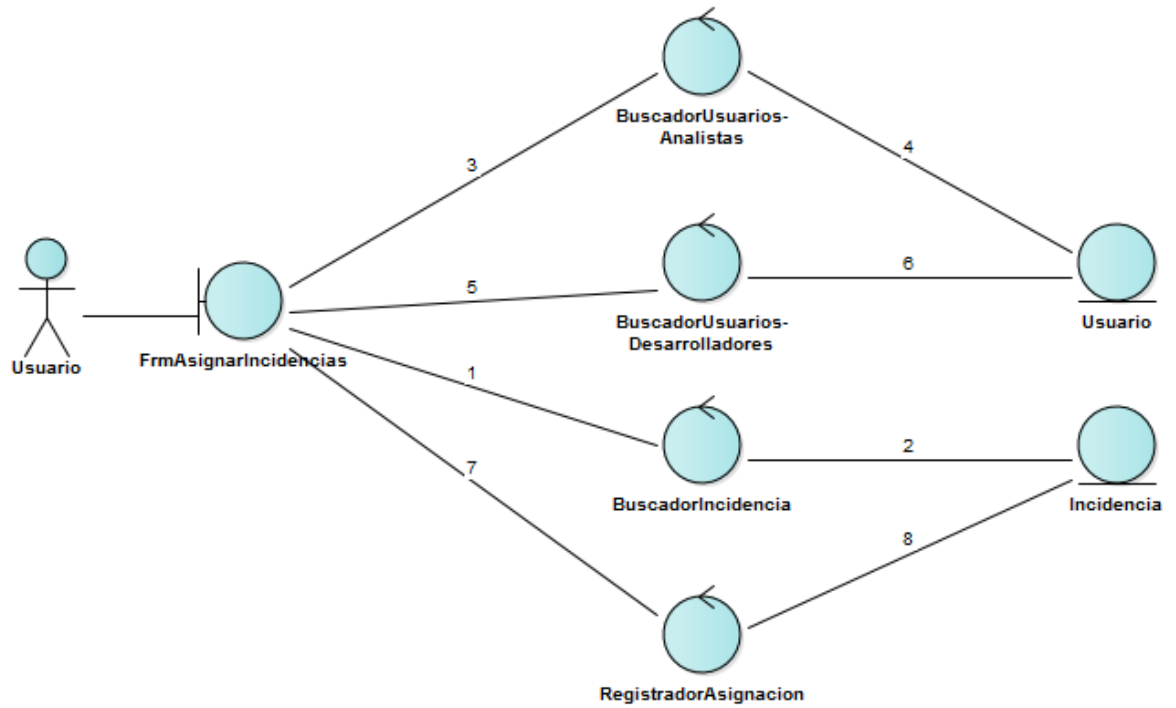 BuscadorUsuarios-
Analistas
3
4
Usuario
FrmAsignarIncidencias
5
BuscadorUsuarios-
Desarrolladores
6
Usuario
1
BuscadorIncidencia
2
Incidencia
7
RegistradorAsignacion
8